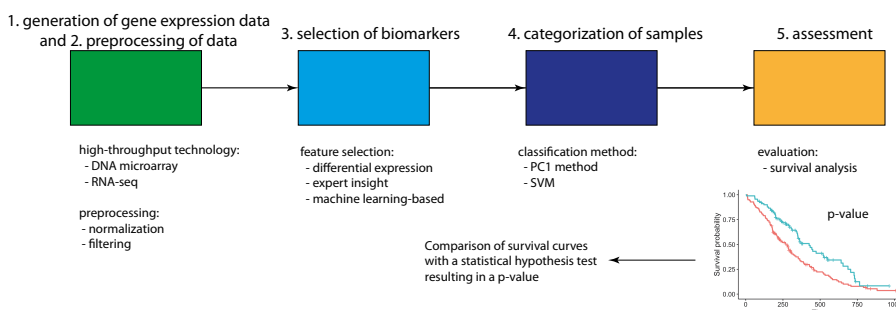 1. generation of gene expression data
and 2. preprocessing of data
3. selection of biomarkers
4. categorization of samples
5. assessment
high-throughput technology:
- DNA microarray
- RNA-seq
preprocessing:
- normalization
- filtering
feature selection:
- differential expression
- expert insight
- machine learning-based
classification method:
- PC1 method
- SVM
evaluation:
- survival analysis
Comparison of survival curves
with a statistical hypothesis test
resulting in a p-value
p-value
Survival probability
1.00
0.75
0.50
0.25
0.00
0
250
500
750